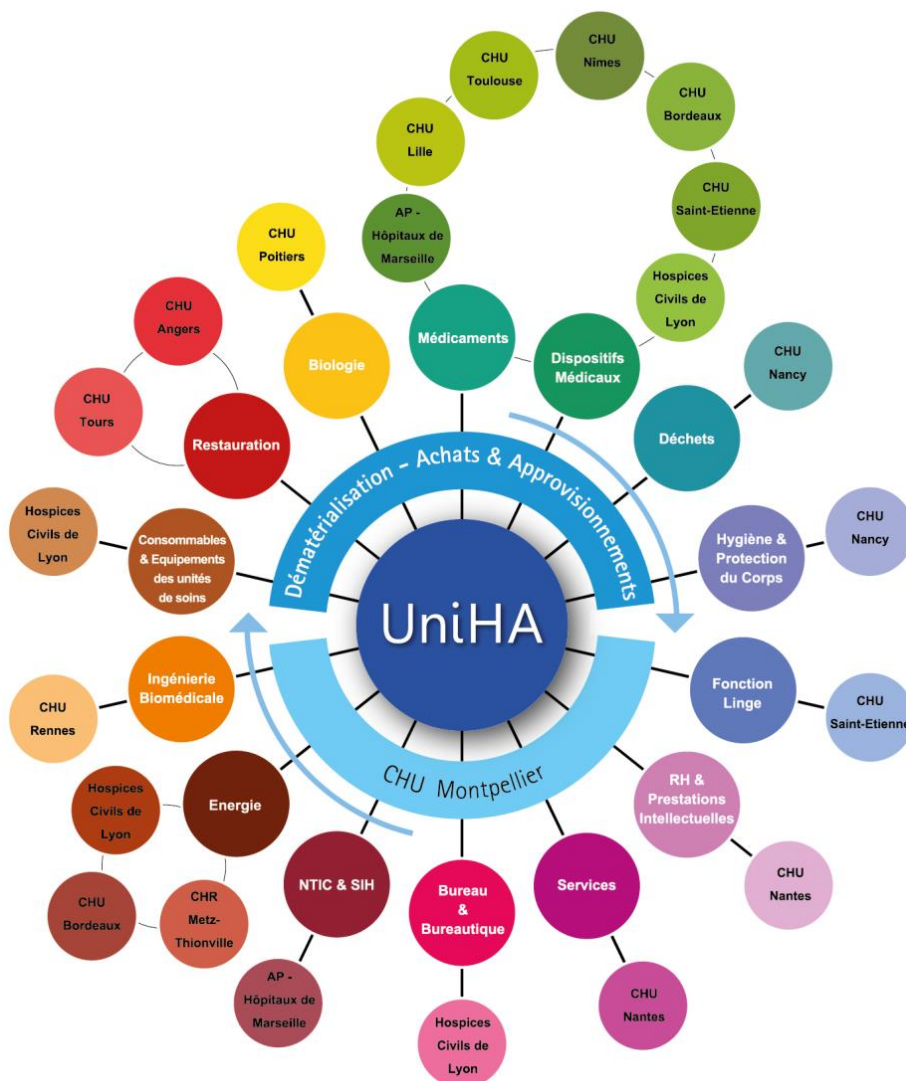 CHU
Nîmes
CHU
Toulouse
CHU
Bordeaux
CHU
Lille
CHU
Saint-Etienne
AP -
Hôpitaux de
Marseille
CHU
Poitiers
Hospices
Civils de
Lyon
CHU
Angers
Médicaments
Biologie
Dispositifs
Médicaux
CHU
Nancy
CHU
Tours
Restauration
Déchets
Dématérialisation - Achats & Approvisionnements
Hospices
Civils de
Lyon
Consommables
& Equipements
des unités
de soins
Hygiène &
Protection
du Corps
CHU
Nancy
UniHA
Ingénierie
Biomédicale
CHU
Rennes
Fonction
Linge
CHU
Saint-Etienne
CHU Montpellier
Hospices
Civils de
Lyon
Energie
RH &
Prestations
Intellectuelles
CHU
Bordeaux
CHR
Metz-
Thionville
NTIC & SIH
Bureau
&
Bureautique
Services
CHU
Nantes
AP -
Hôpitaux de
Marseille
Hospices
Civils de
Lyon
CHU
Nantes